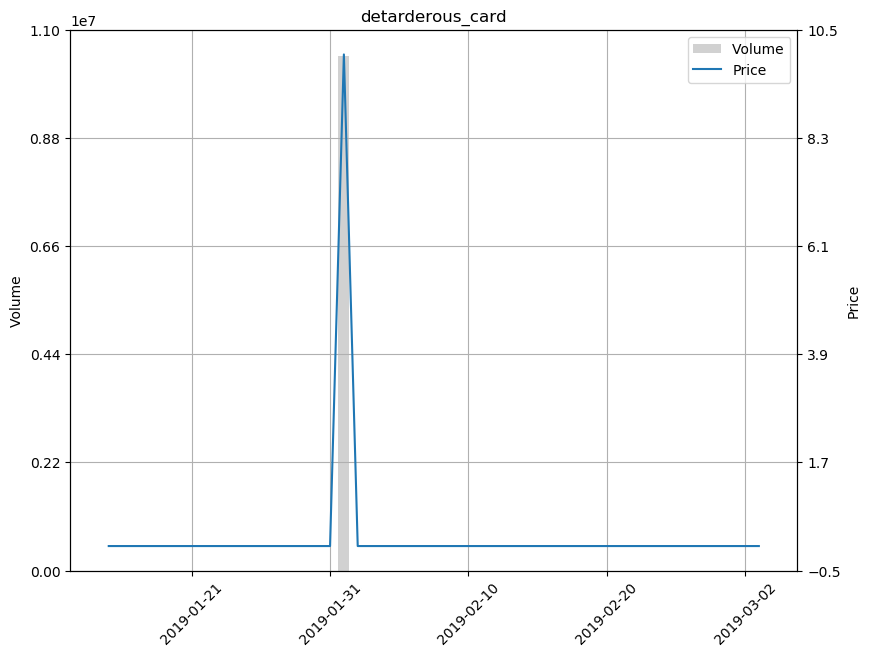 detarderous_card
1e7
1.10
0.88
0.66
0.44
0.22
0.00
Volume
10.5
8.3
6.1
3.9
1.7
−0.5
Price
Volume
Price
2019-01-21
2019-01-31
2019-02-10
2019-02-20
2019-03-02